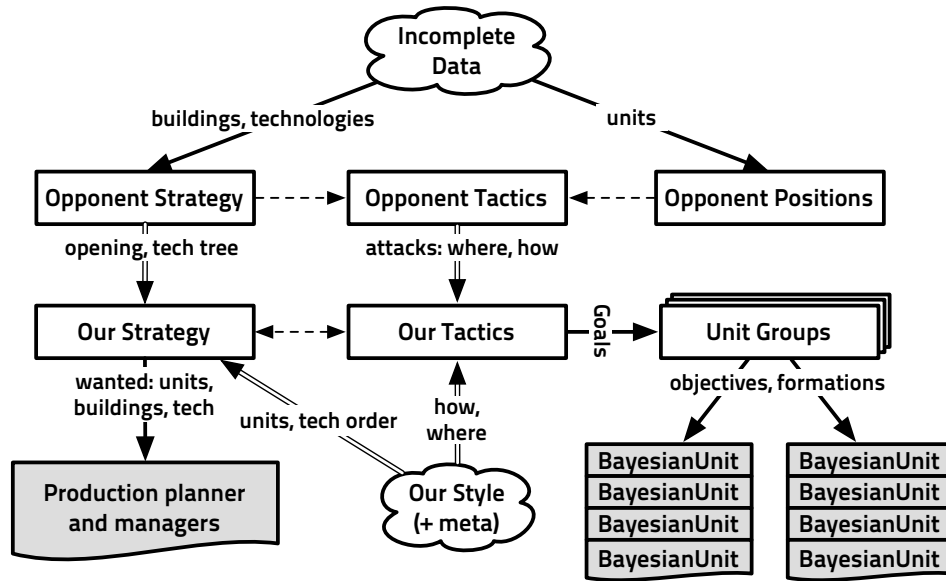 Incomplete
Data
buildings, technologies
units
Opponent Strategy
Opponent Tactics
Opponent Positions
opening, tech tree
attacks: where, how
Our Strategy
Our Tactics
Goals
Unit Groups
wanted: units,
buildings, tech
units, tech order
how,
where
objectives, formations
Production planner
and managers
Our Style
(+ meta)
BayesianUnit
BayesianUnit
BayesianUnit
BayesianUnit
BayesianUnit
BayesianUnit
BayesianUnit
BayesianUnit